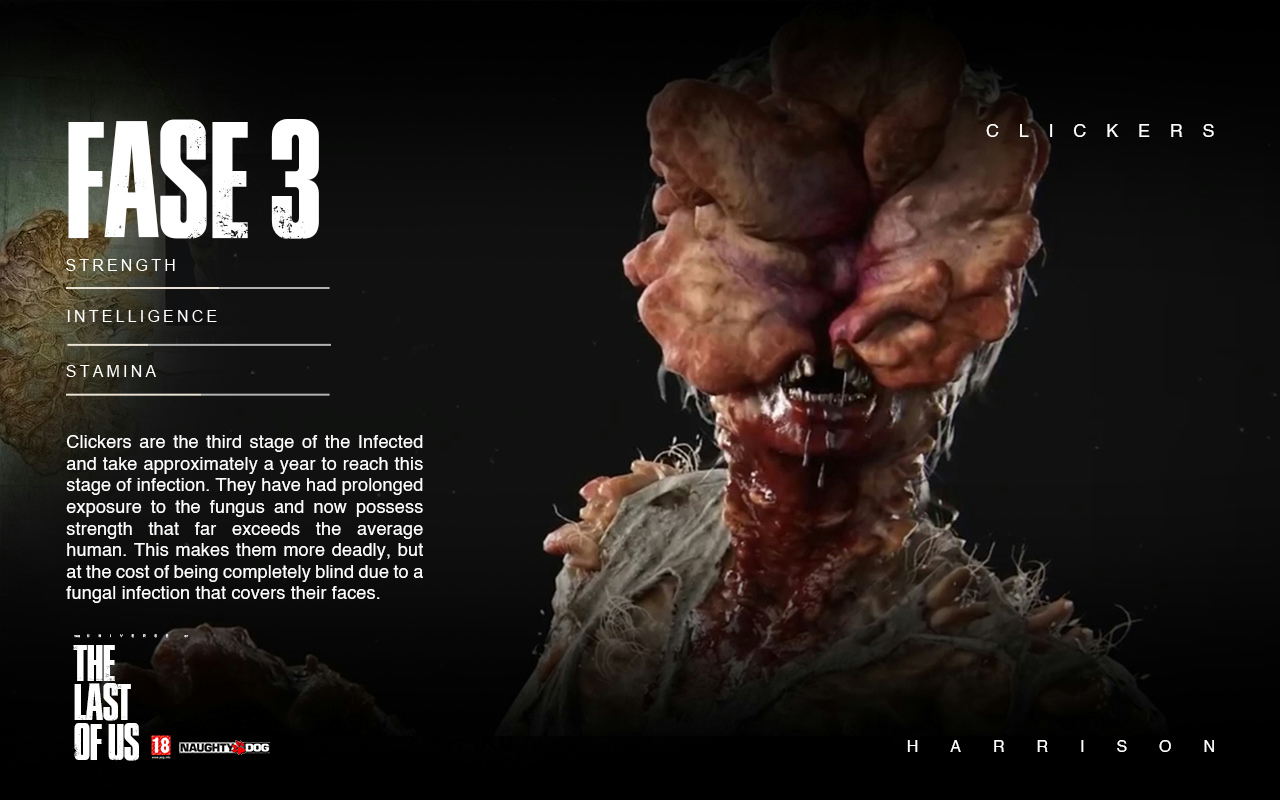 FASE 3
CLICKERS
STRENGTH
INTELLIGENCE
STAMINA
Clickers are the third stage of the Infected
and take approximately a year to reach this
stage of infection. They have had prolonged
exposure to the fungus and now possess
strength that far exceeds the average
human. This makes them more deadly, but
at the cost of being completely blind due to a
fungal infection that covers their faces.
UNIVERSE
THE
LAST
OF US
18
NAUGHTY DOG
HARRISON